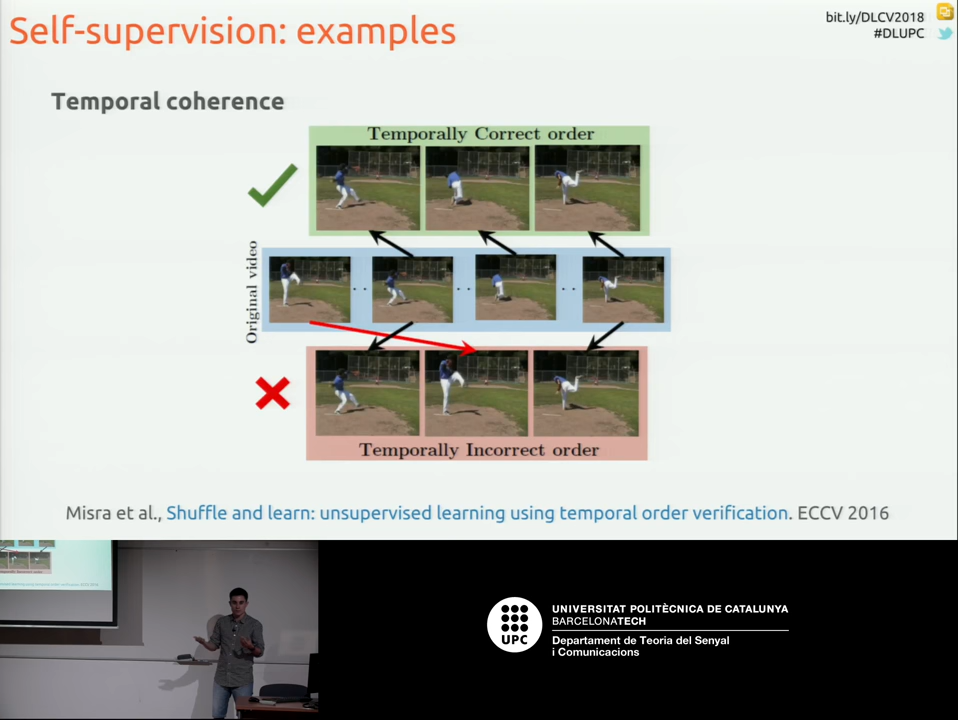 Self-supervision: examples
bit.ly/DLCV2018
#DLUPC
Temporal coherence
Temporally Correct order
Original video
Temporally Incorrect order
Misra et al., Shuffle and learn: unsupervised learning using temporal order verification. ECCV 2016
UPC
UNIVERSITAT POLITÈCNICA DE CATALUNYA
BARCELONATECH
Departament de Teoria del Senyal
i Comunicacions